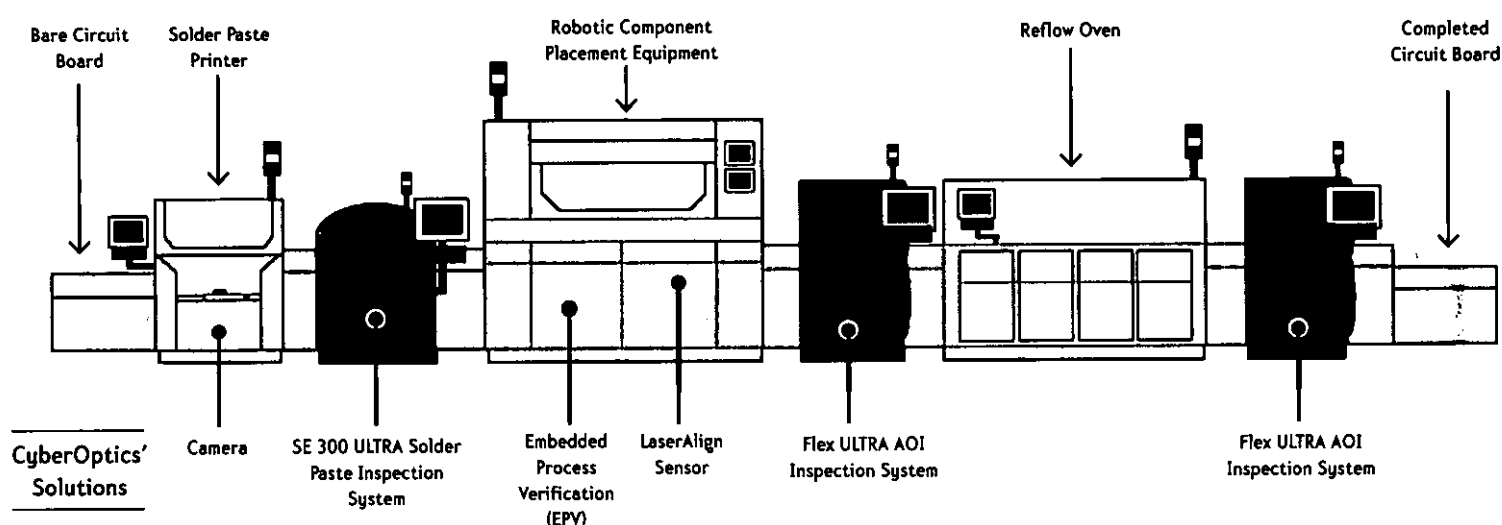 Bare Circuit
Board
Solder Paste
Printer
Robotic Component
Placement Equipment
Reflow Oven
Completed
Circuit Board
CyberOptics'
Solutions
Camera
SE 300 ULTRA Solder
Paste Inspection
System
Embedded
Process
Verification
(EPV)
LaserAlign
Sensor
Flex ULTRA AOI
Inspection System
Flex ULTRA AOI
Inspection System